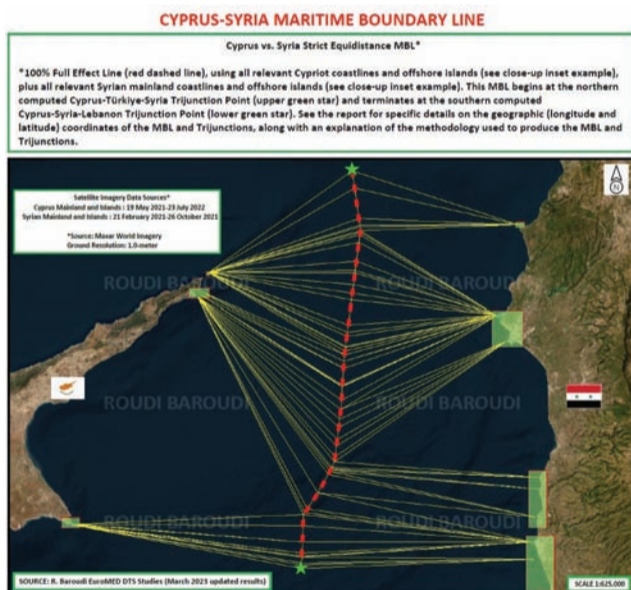 CYPRUS-SYRIA MARITIME BOUNDARY LINE
Cyprus vs. Syria Strict Equidistance MBL*
*100% Full Effect Line (red dashed line), using all relevant Cypriot coastlines and offshore islands (see close-up inset example),
plus all relevant Syrian mainland coastlines and offshore islands (see close-up inset example). This MBL begins at the northern
computed Cyprus-Türkiye-Syria Trijunction Point (upper green star) and terminates at the southern computed
Cyprus-Syria-Lebanon Trijunction Point (lower green star). See the report for specific details on the geographic (longitude and
latitude) coordinates of the MBL and Trijunctions, along with an explanation of the methodology used to produce the MBL and
Trijunctions.
Satellite Imagery Data Sources*
Cyprus Mainland and Islands : 19 May 2021-23 July 2022
Syrian Mainland and Islands : 21 February 2021-26 October 2021
*Source: Maxar World Imagery
Ground Resolution: 1.0-meter
N
ROUDI BAROUDI ROUDI BAROUDI
ROUDI BAROUDI ROUDI BAROUDI
ROUDI BAROUDI ROUDI BAROUDI
SOURCE: R. Baroudi EuroMED DTS Studies (March 2023 updated results)
SCALE 1:625.000